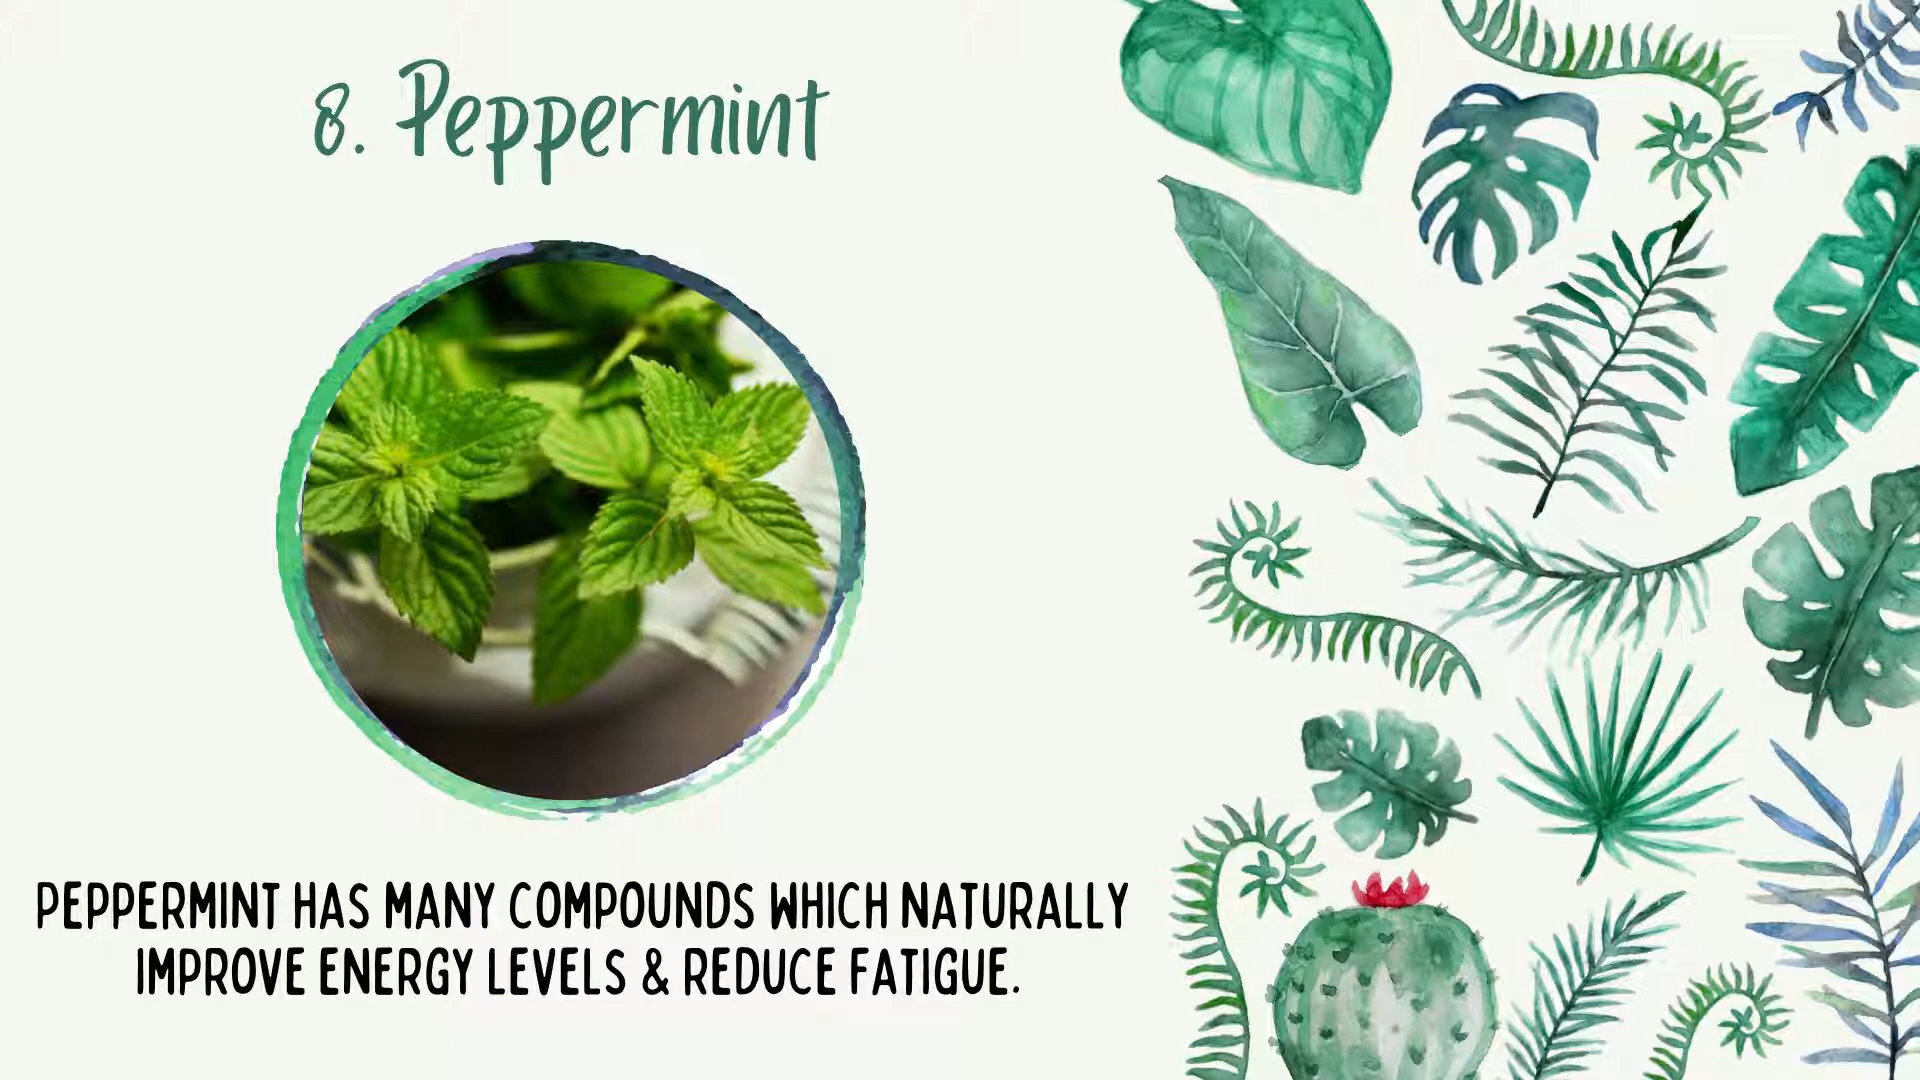 8. Peppermint
PEPPERMINT HAS MANY COMPOUNDS WHICH NATURALLY
IMPROVE ENERGY LEVELS & REDUCE FATIGUE.